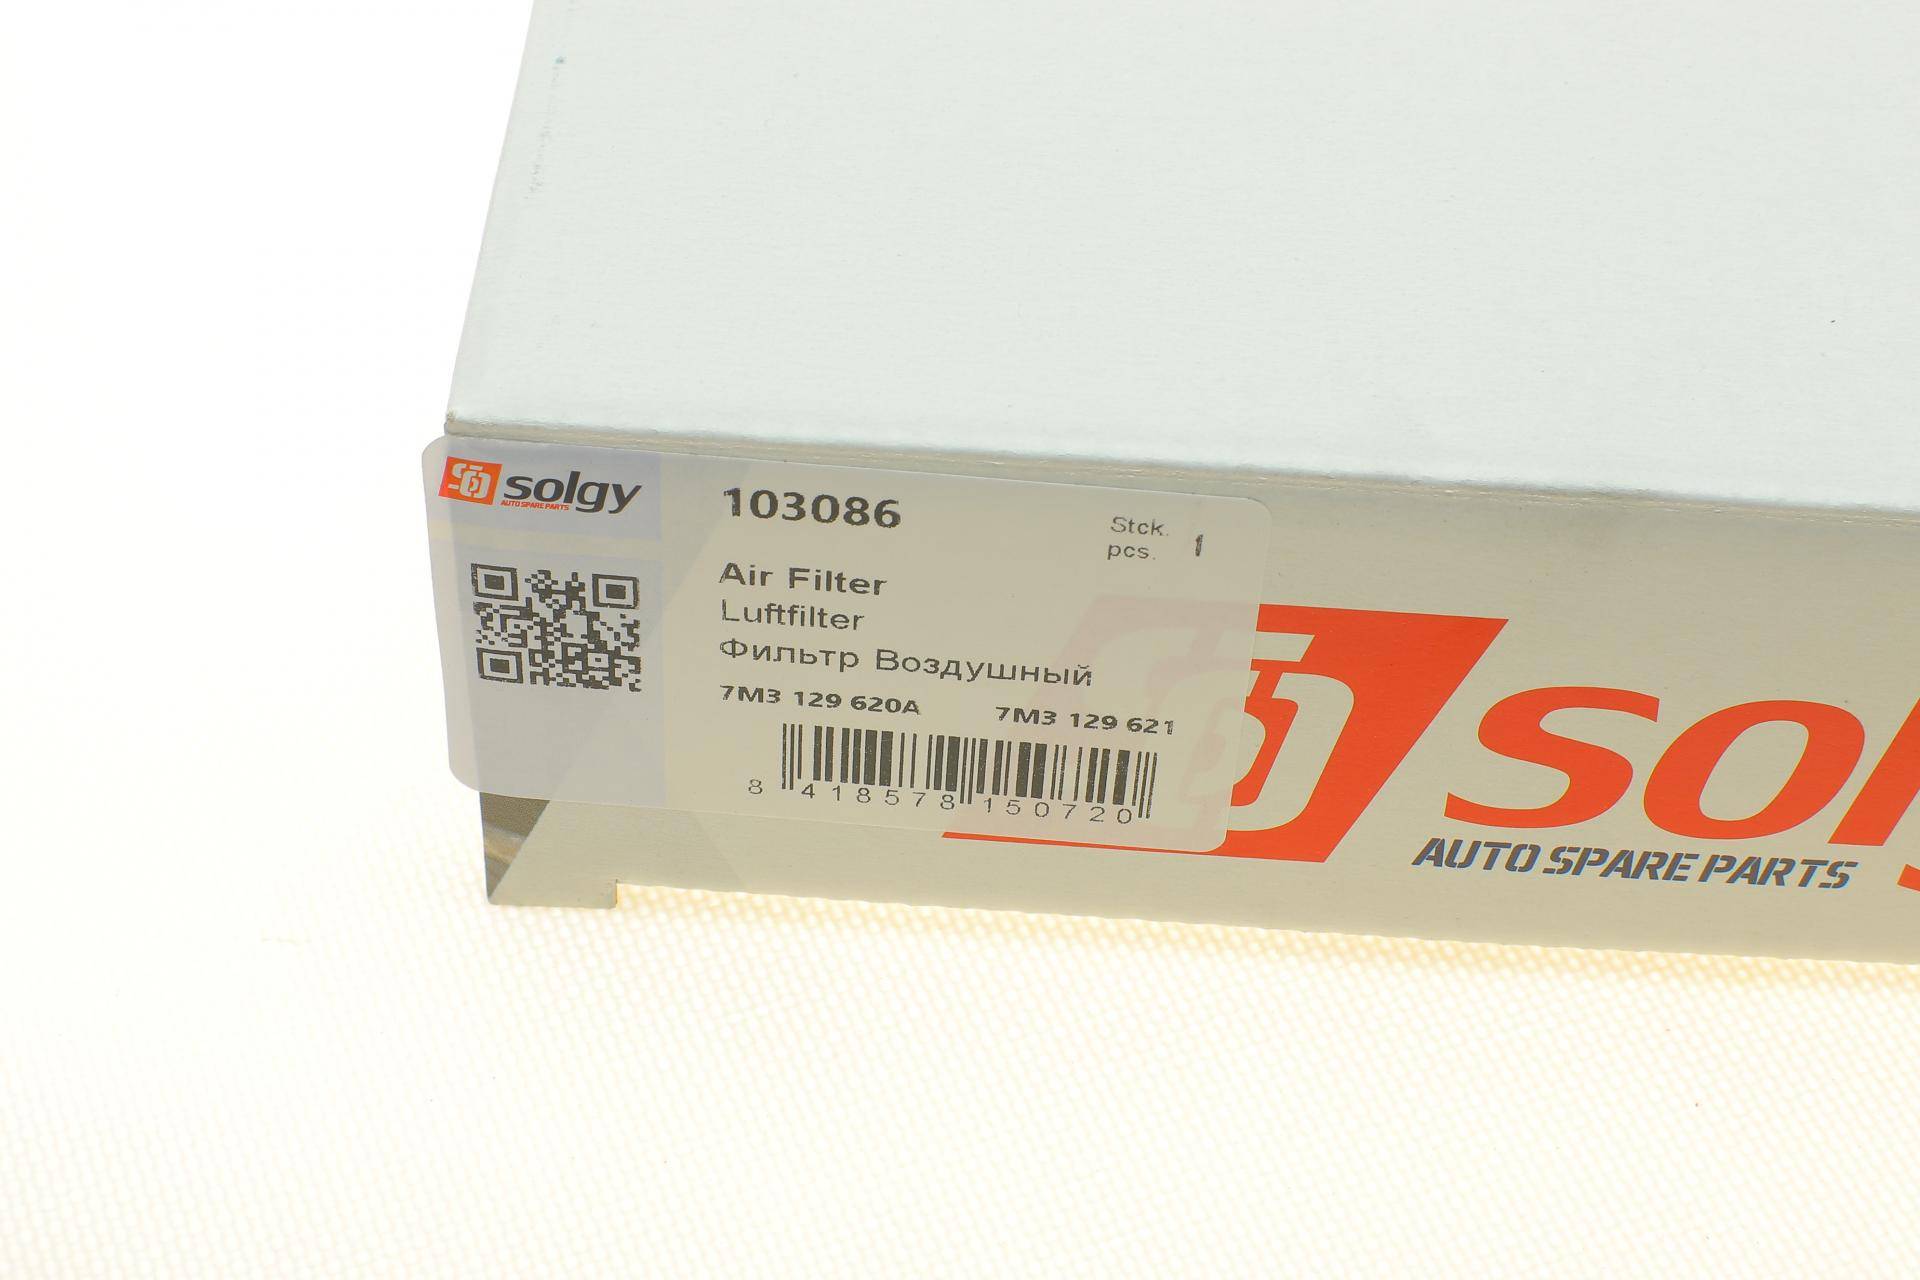 solgy
AUTO SPARE PARTS
103086
Stck.
pcs. 1
Air Filter
Luftfilter
Фильтр Воздушный
7M3 129 620A 7M3 129 621
8 418578 150720
sol
AUTO SPARE PARTS